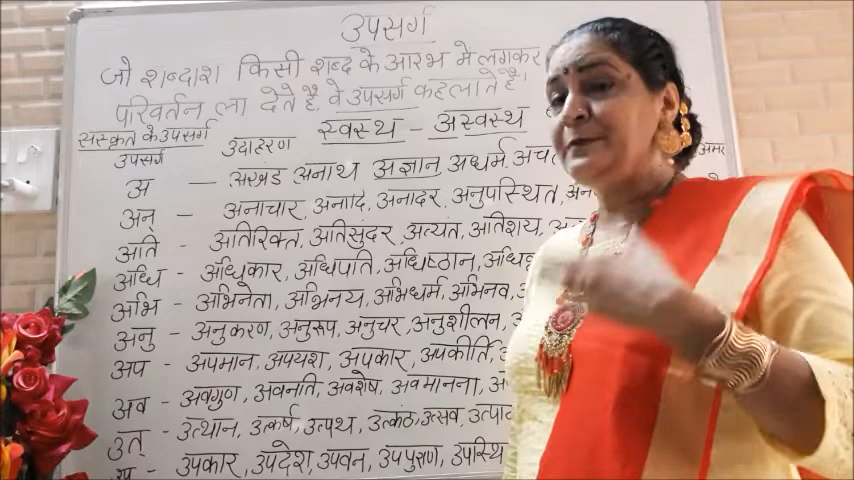 उपसर्ग
जो शब्दाश किसी शब्द के आरभ मे लगकर
परिवर्तन ला देते है, वे उपसर्ग कहलाते है।
सस्कृत के उपसर्ग
उपसर्ग उदाहरण स्वस्थ - अस्वस्थ
अ — अखंड अनाथ अज्ञान अधर्म
अन् - अनाचार, अनादि, अनादर, अनुपस्थित,
अति - अतिरिक्त, अतिसुंदर, अत्यंत, अतिशय,
अधि - अधिकार, अधिपति, अधिष्ठान,
अभि - अभिनेता, अभिनय, अभिधर्म, अभिनव,
अनु - अनुकरण, अनुरूप, अनुचर, अनुशीलन,
अप - अपमान, अपयश, अपकार, अपकीर्ति,
अव - अवगुण, अवनति, अवशेष, अवमानना,
उत् - उत्थान, उत्कर्ष, उत्पथ, उत्कंठ, उत्सव,
उप - उपकार, उपदेश, उपवन, उपपुराण,